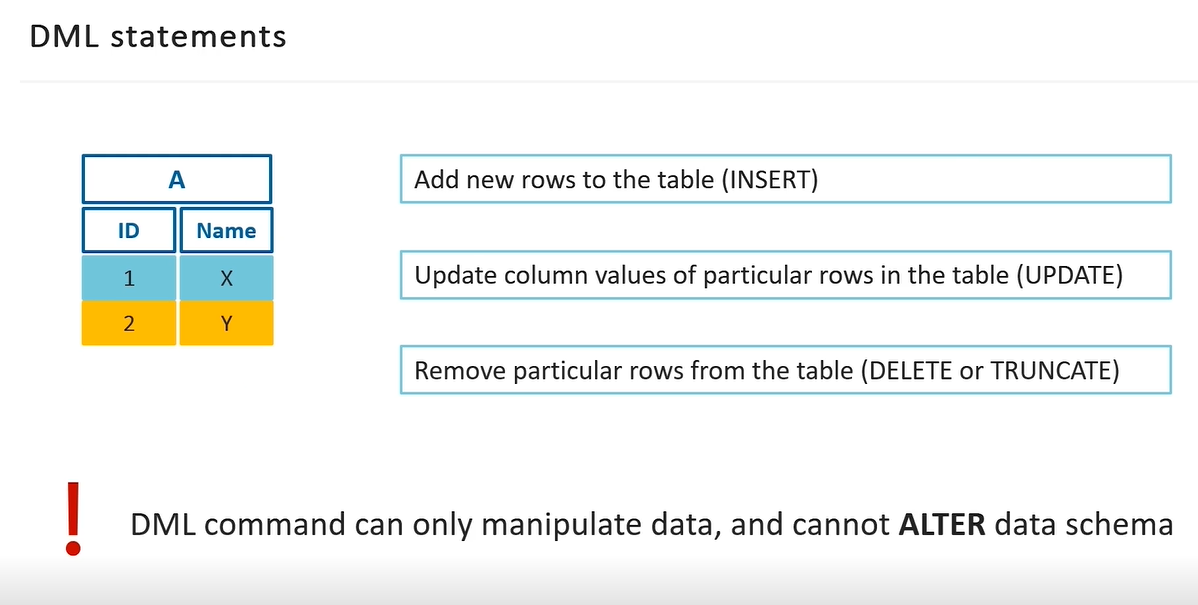 DML statements
A
ID Name
1 X
2 Y
Add new rows to the table (INSERT)
Update column values of particular rows in the table (UPDATE)
Remove particular rows from the table (DELETE or TRUNCATE)
! DML command can only manipulate data, and cannot ALTER data schema